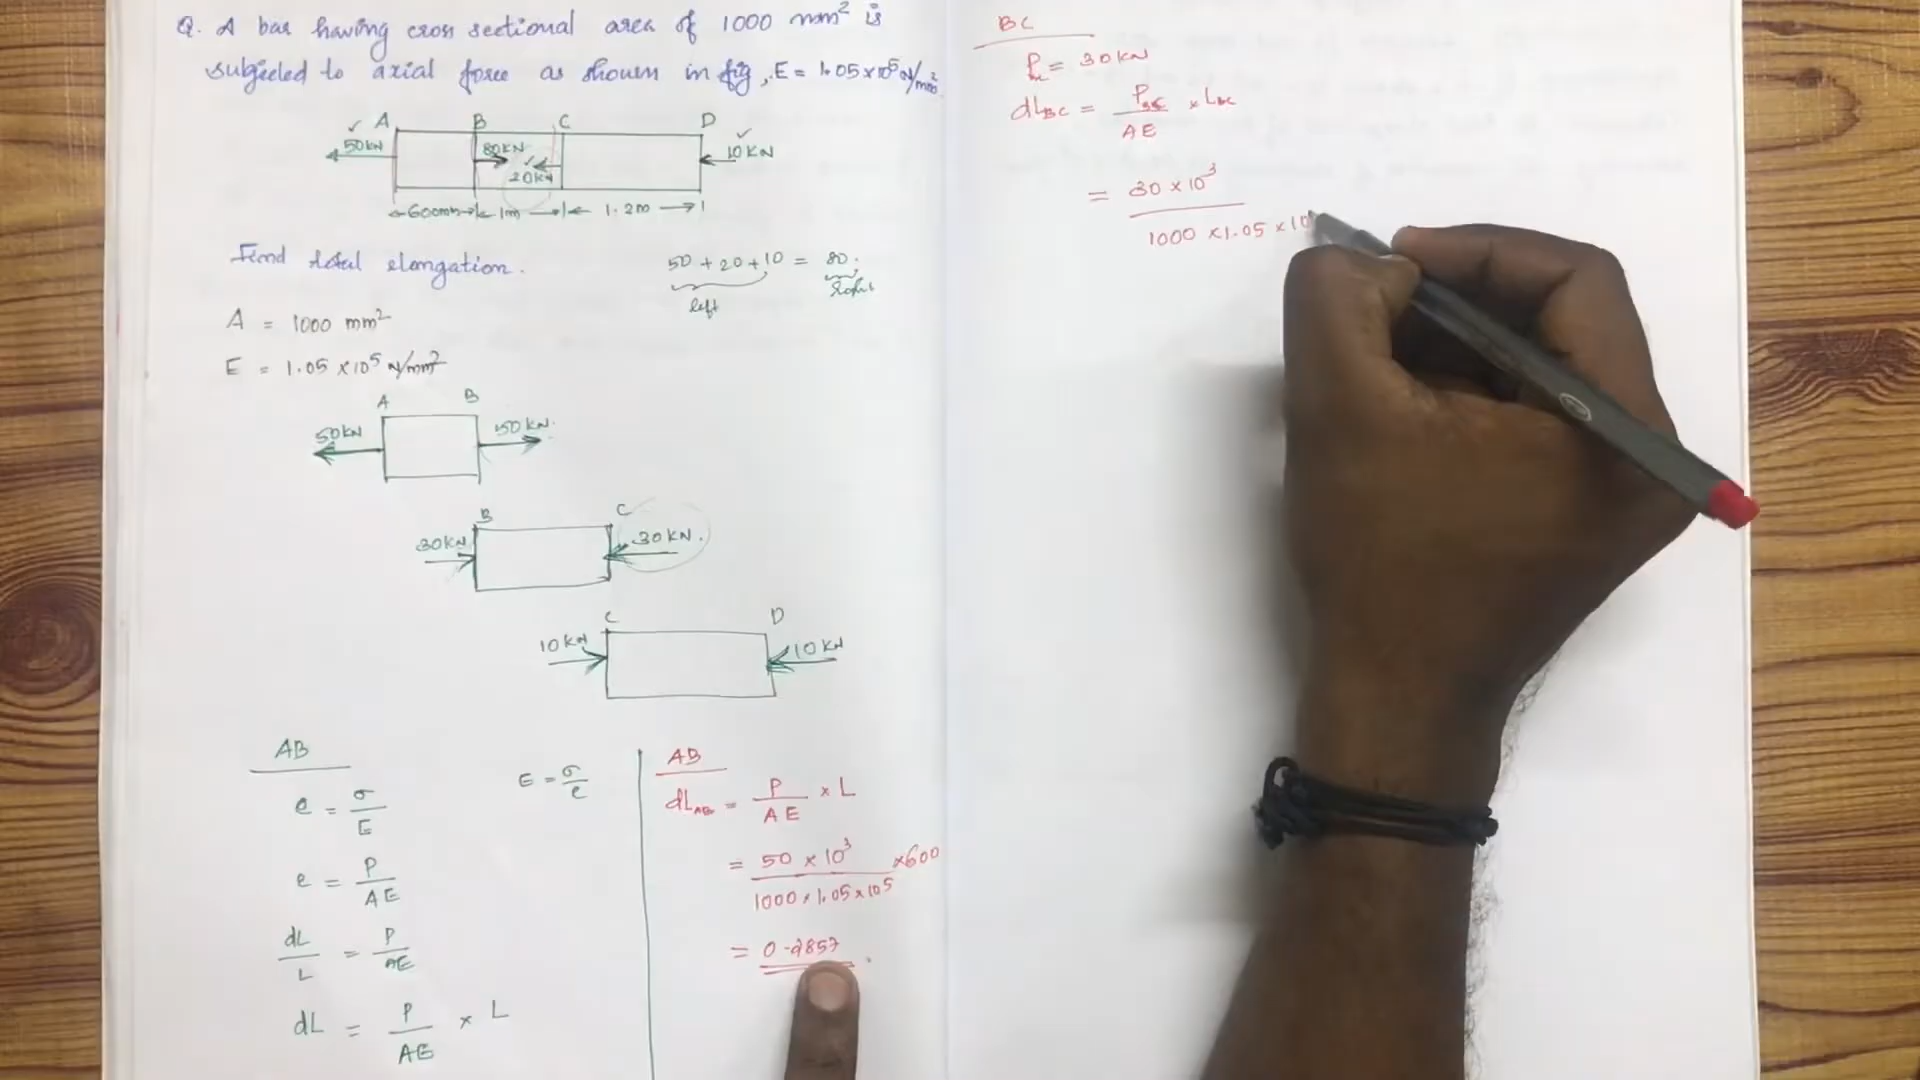 Q. A bar having cross sectional area of 1000 mm² is
subjected to axial force as shown in fig, E = 1.05×10⁵ N/mm²
A B C D
50KN 80KN 20KN 10KN
600mm 1m 1.2m
Find total elongation.
50 + 20 + 10 = 80.
left right
A = 1000 mm²
E = 1.05 × 10⁵ N/mm²
A B
50KN 50KN.
B C
30KN 30KN.
C D
10KN 10KN
AB
e = σ/E
E = σ/e
e = P/AE
dL/L = P/AE
dL = P/AE × L
AB
dL_AB = P/AE × L
= 50 × 10³/1000 × 1.05 × 10⁵ × 600
= 0.2857
BC
= 30KN
dL_BC = P_BC/AE × L_BC
= 30 × 10³/1000 × 1.05 × 10